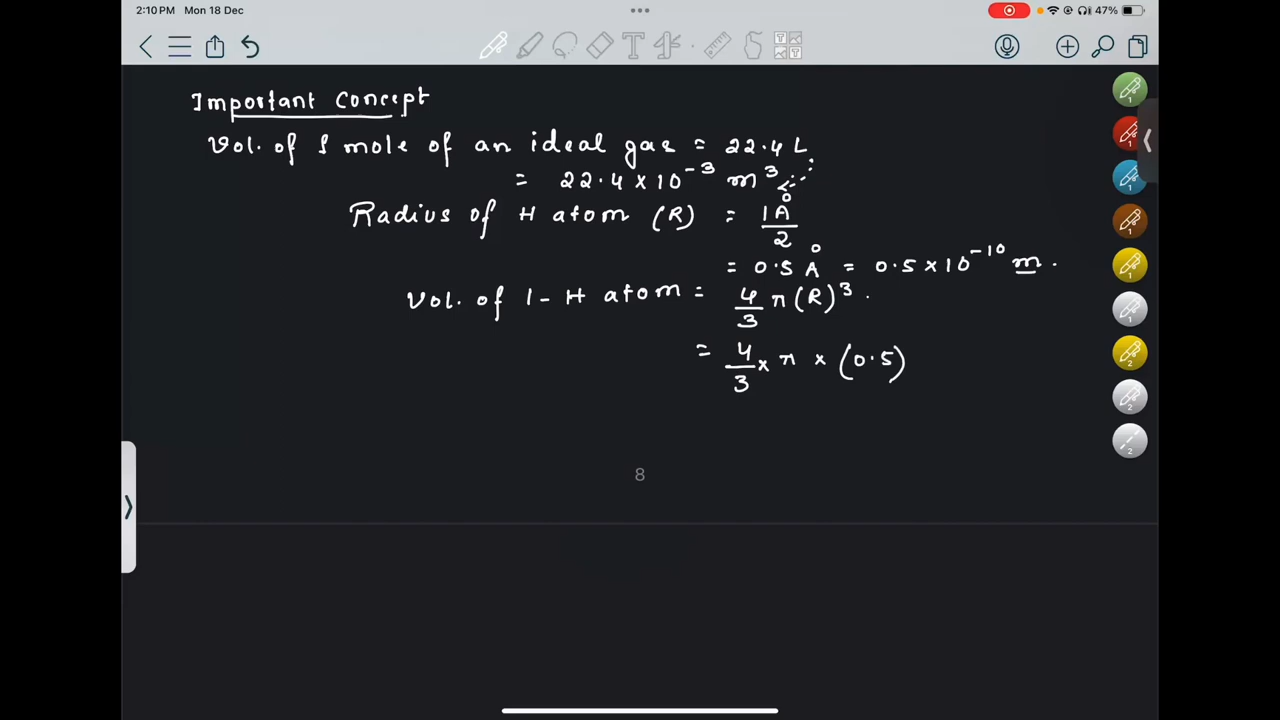 2:10 PM Mon 18 Dec
47%
Important Concept
Vol. of 1 mole of an ideal gas = 22.4 L
= 22.4 × 10⁻³ m³
Radius of H atom (R) = 1Å/2
= 0.5 Å = 0.5 × 10⁻¹⁰ m.
Vol. of 1 - H atom = 4/3 π (R)³.
= 4/3 × π × (0.5)
8